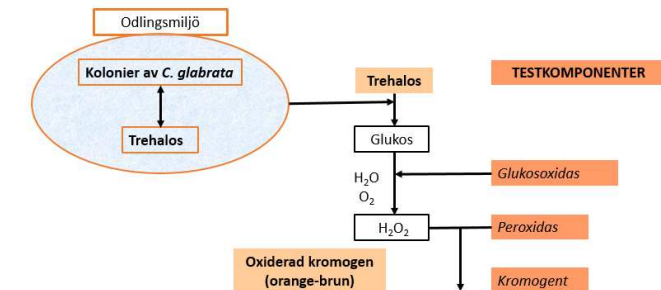 Odlingsmiljö
Kolonier av C. glabrata
Trehalos
Trehalos
TESTKOMPONENTER
Glukos
H₂O
O₂
Glukosoxidas
H₂O₂
Peroxidas
Oxiderad kromogen
(orange-brun)
Kromogent